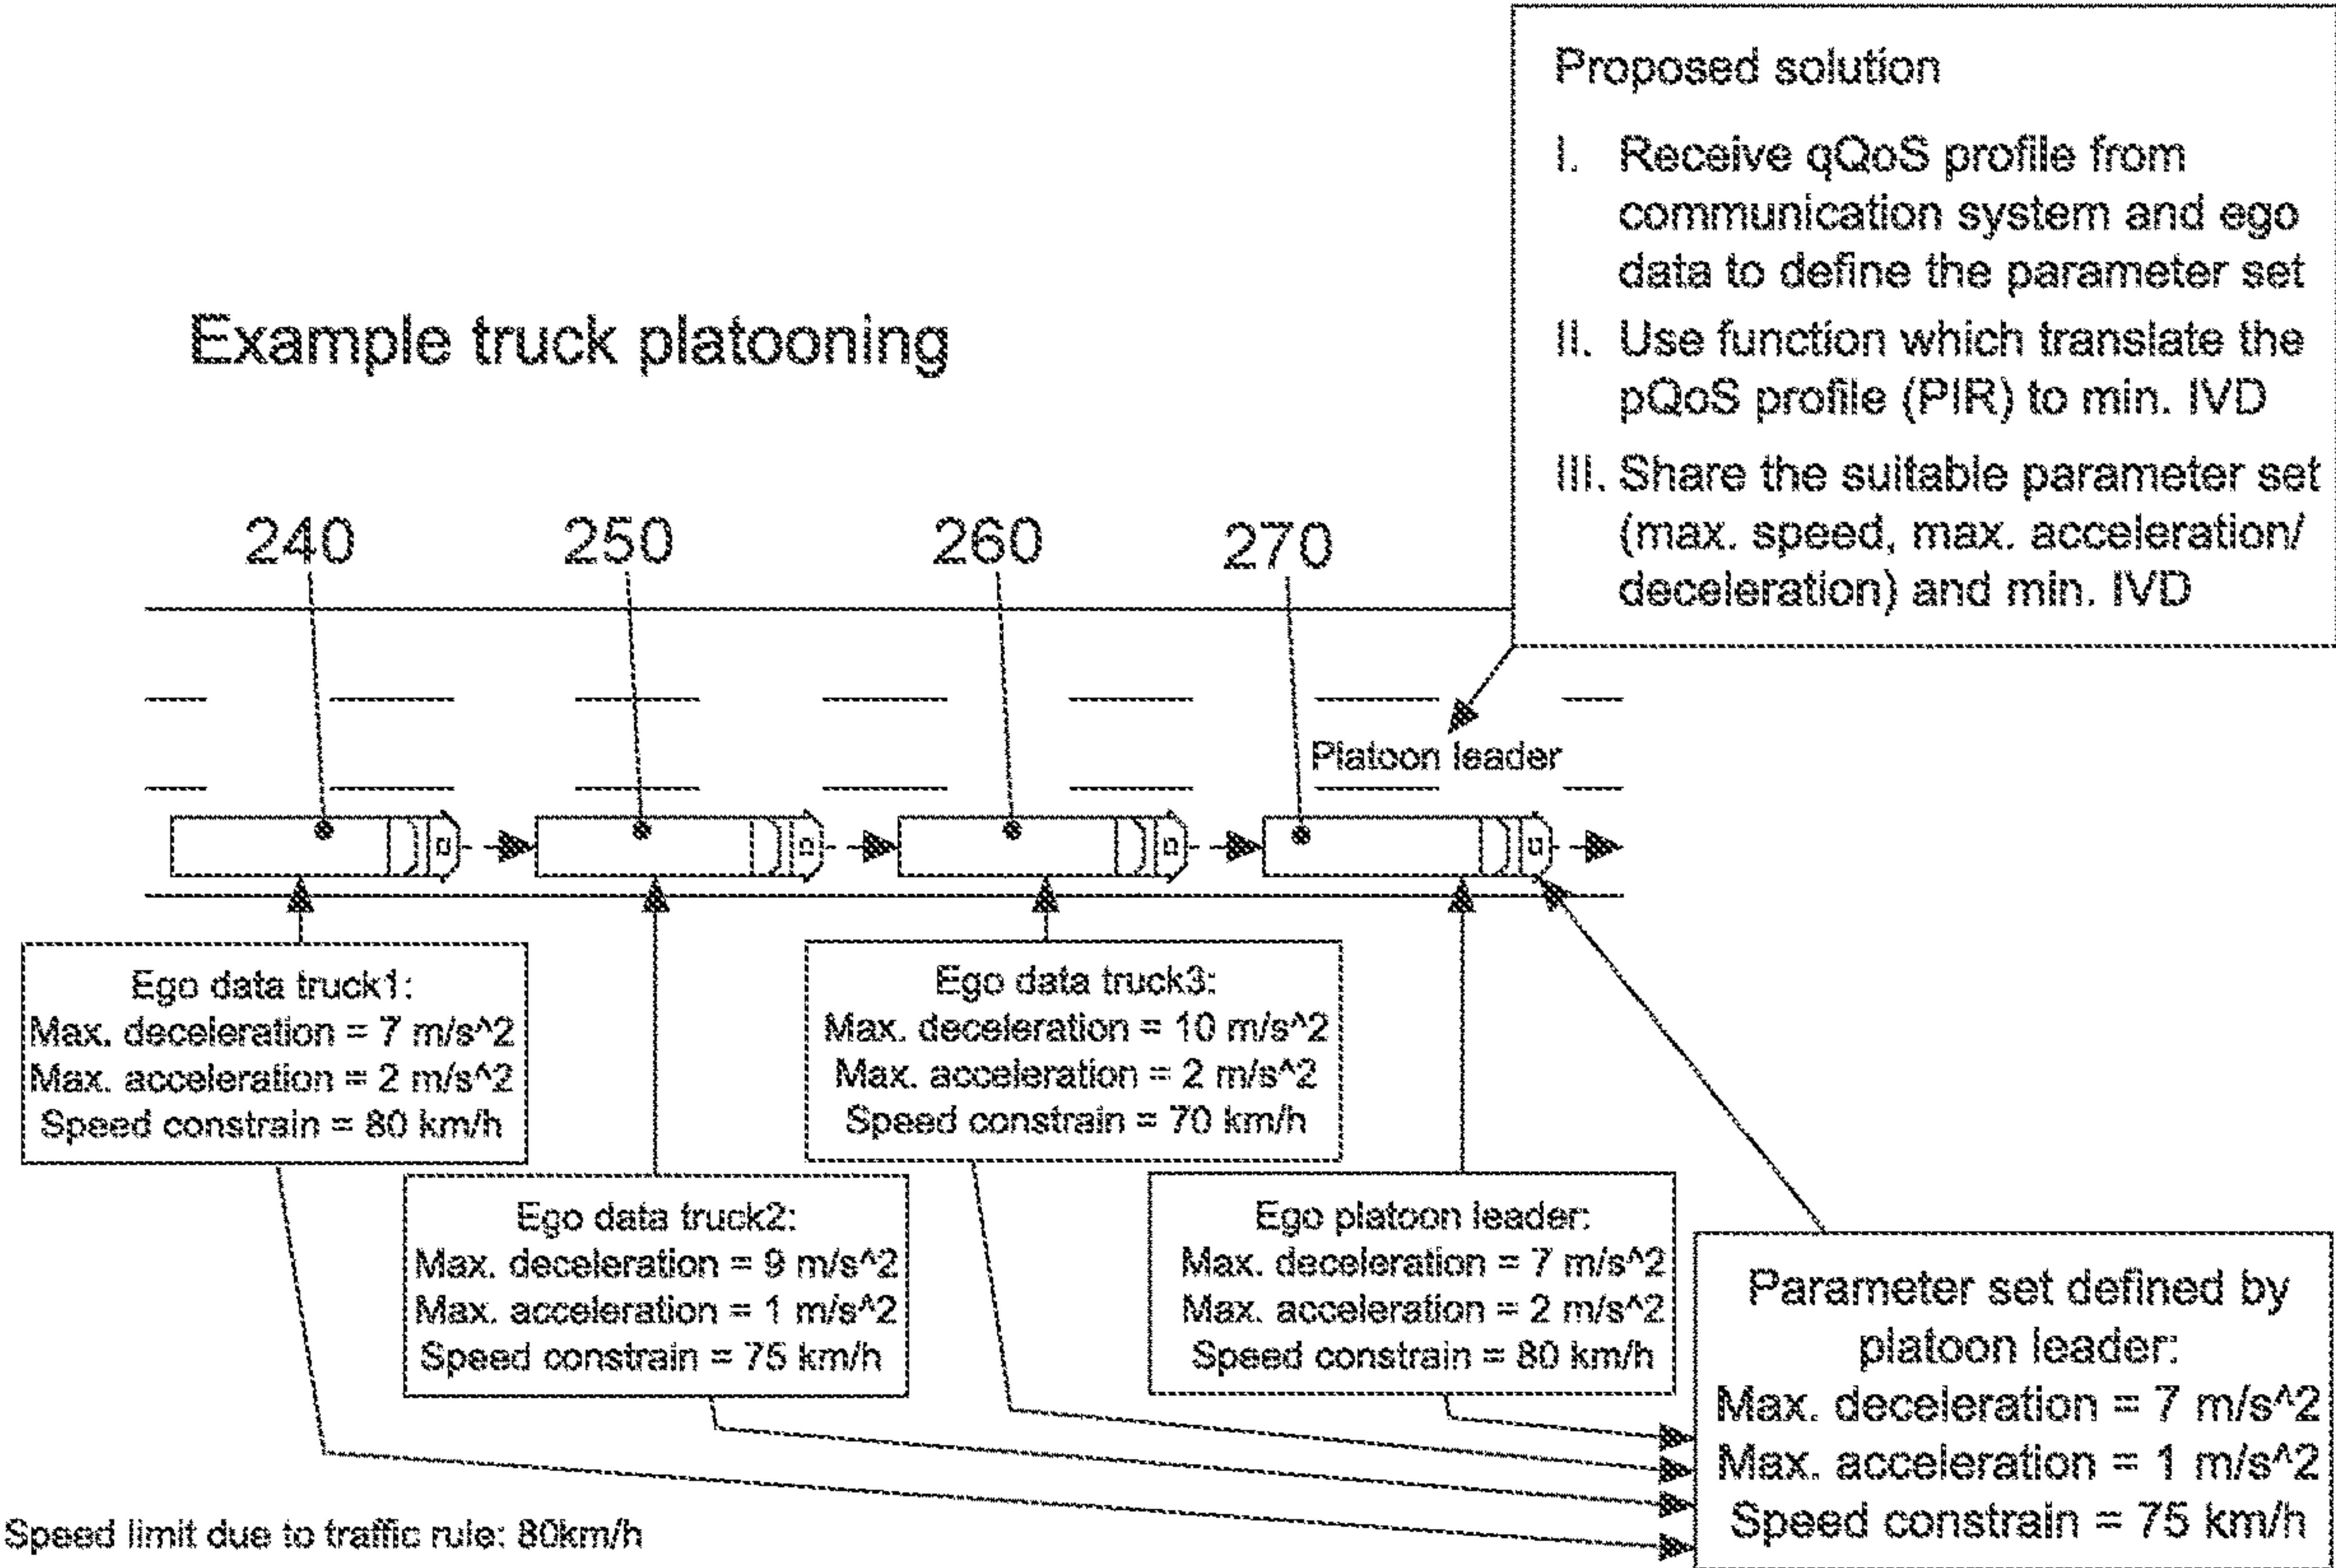 Proposed solution
I. Receive qQoS profile from
communication system and ego
data to define the parameter set
II. Use function which translate the
pQoS profile (PIR) to min. IVD
III. Share the suitable parameter set
(max. speed, max. acceleration/
deceleration) and min. IVD
Example truck platooning
240
250
260
270
Platoon leader
Ego data truck1:
Max. deceleration = 7 m/s^2
Max. acceleration = 2 m/s^2
Speed constrain = 80 km/h
Ego data truck3:
Max. deceleration = 10 m/s^2
Max. acceleration = 2 m/s^2
Speed constrain = 70 km/h
Ego data truck2:
Max. deceleration = 9 m/s^2
Max. acceleration = 1 m/s^2
Speed constrain = 75 km/h
Ego platoon leader:
Max. deceleration = 7 m/s^2
Max. acceleration = 2 m/s^2
Speed constrain = 80 km/h
Parameter set defined by
platoon leader:
Max. deceleration = 7 m/s^2
Max. acceleration = 1 m/s^2
Speed constrain = 75 km/h
Speed limit due to traffic rule: 80km/h